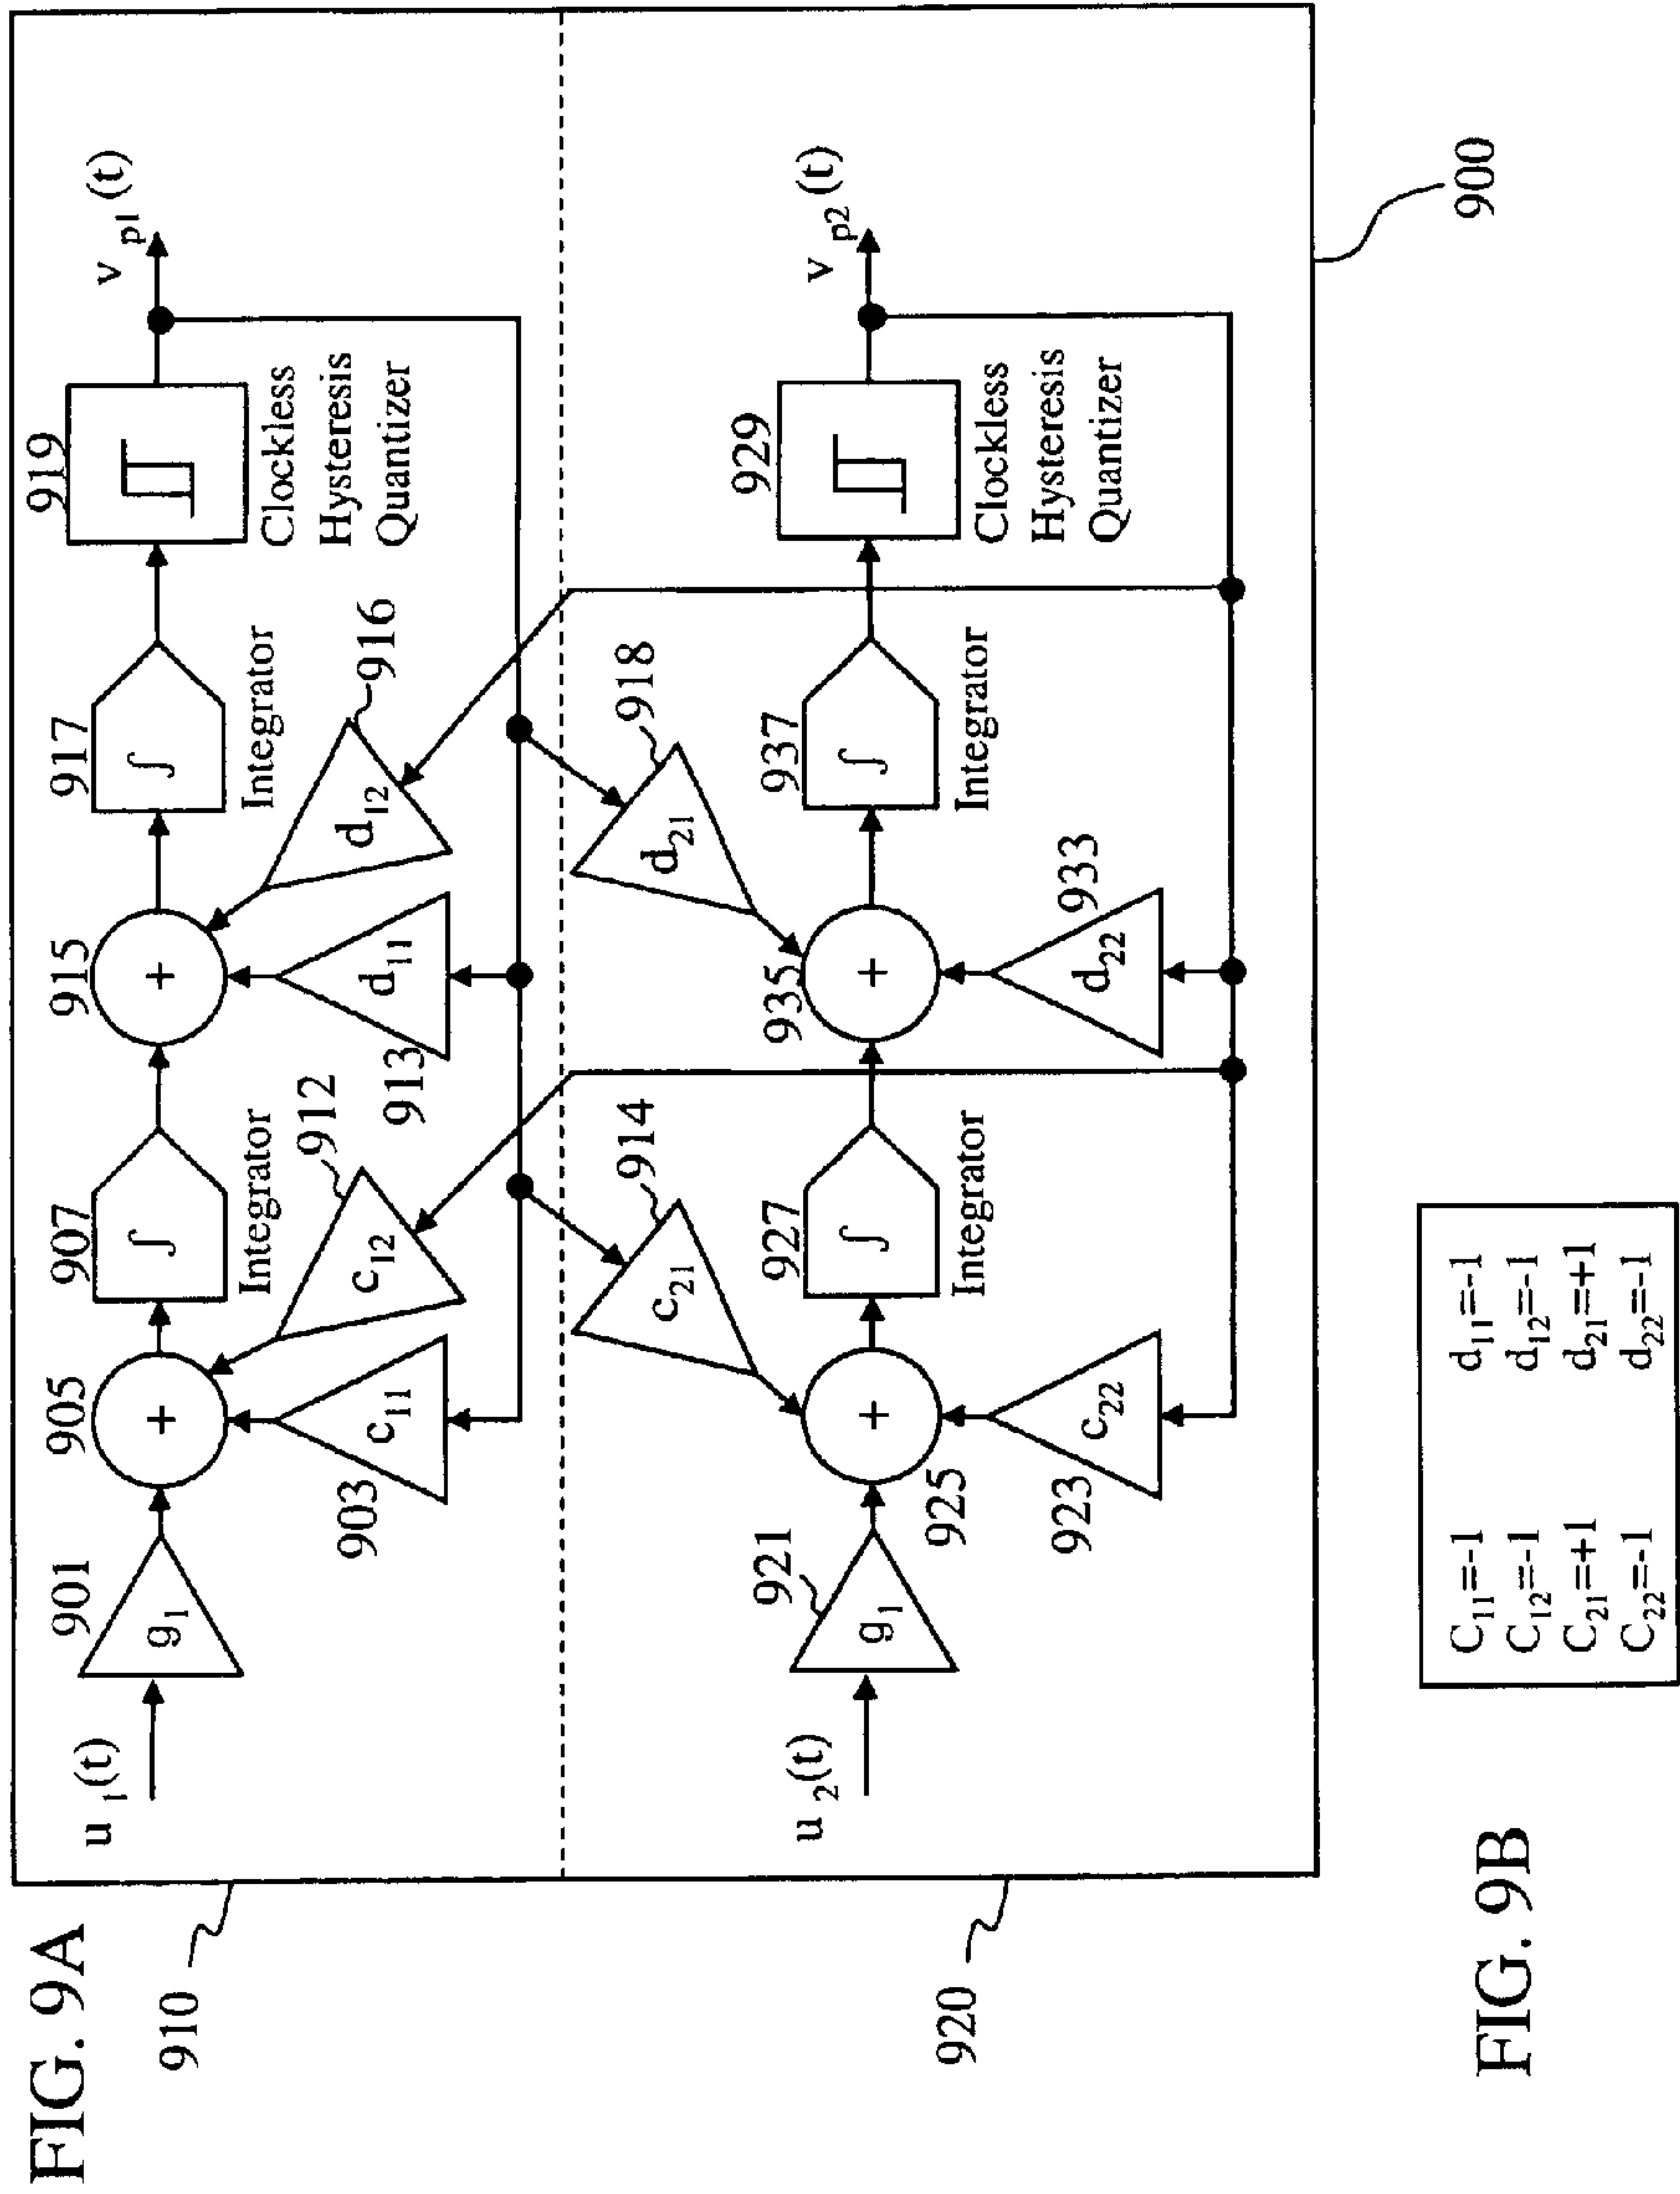 FIG. 9A
910
u1(t)
901
g1
905
+
903
c11
912
c12
907
∫
Integrator
915
+
913
d11
916
d12
917
∫
Integrator
919
Clockless
Hysteresis
Quantizer
vp1(t)
920
u2(t)
921
g1
925
+
923
c22
914
c21
927
∫
Integrator
935
+
933
d22
918
d21
937
∫
Integrator
929
Clockless
Hysteresis
Quantizer
vp2(t)
900
FIG. 9B
C11=-1 d11=-1
C12=-1 d12=-1
C21=+1 d21=+1
C22=-1 d22=-1